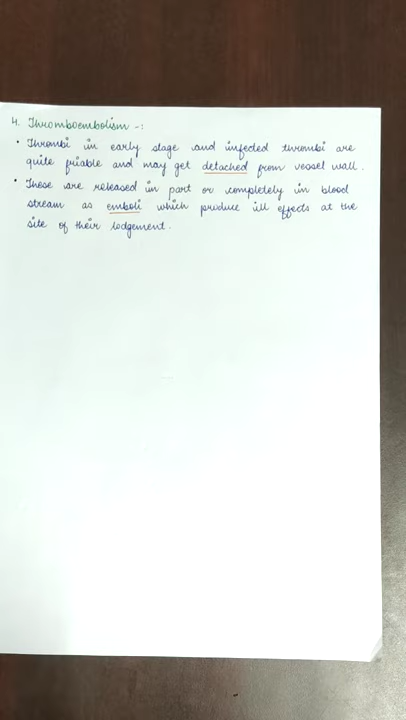 4. Thromboembolism -:
• Thrombi in early stage and infected thrombi are
quite friable and may get detached from vessel wall.
• These are released in part or completely in blood
stream as emboli which produce ill effects at the
site of their lodgement.